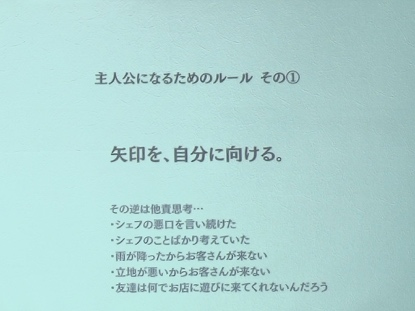 主人公になるためのルール その①
矢印を、自分に向ける。
その逆は他責思考…
・シェフの悪口を言い続けた
・シェフのことばかり考えていた
・雨が降ったからお客さんが来ない
・立地が悪いからお客さんが来ない
・友達は何でお店に遊びに来てくれないんだろう